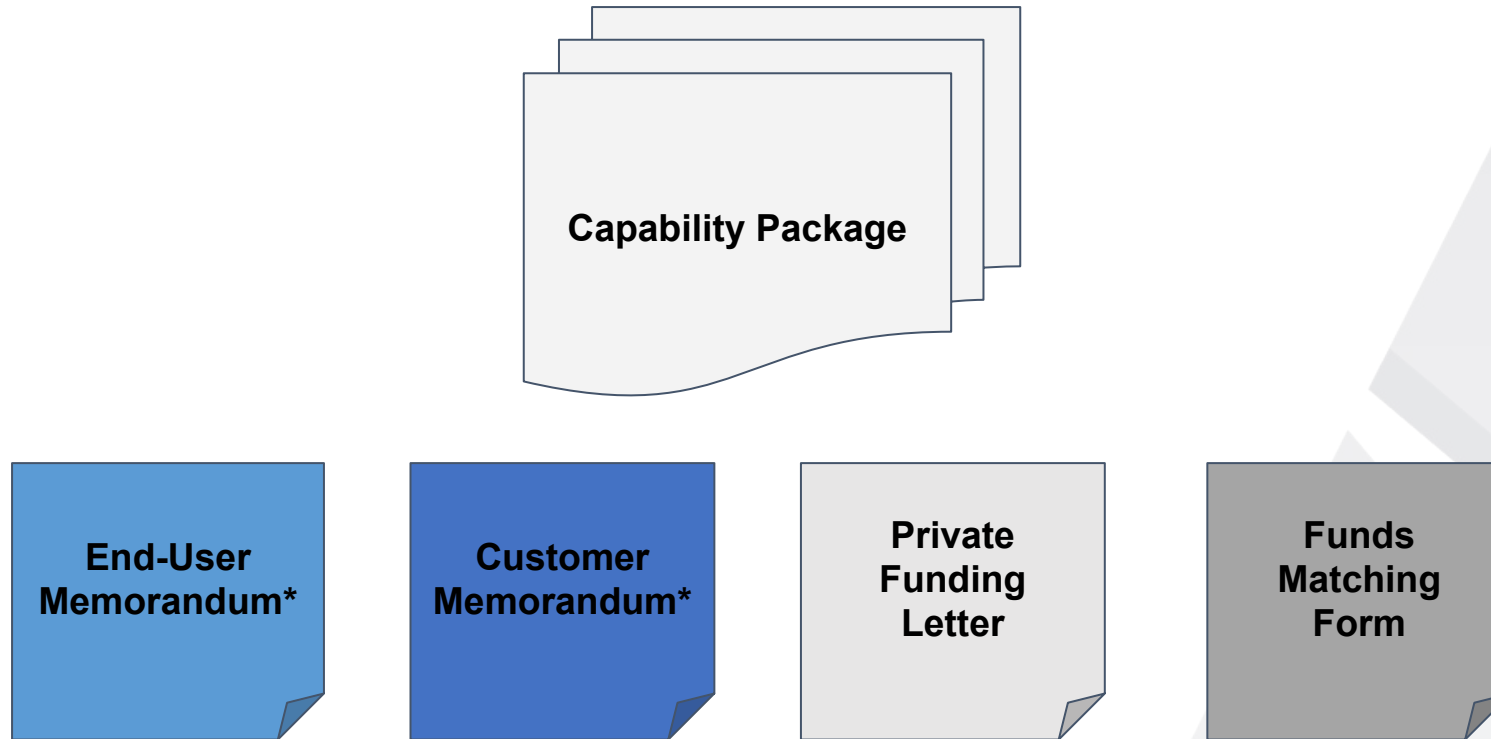 Capability Package
End-User
Memorandum*
Customer
Memorandum*
Private
Funding
Letter
Funds
Matching
Form